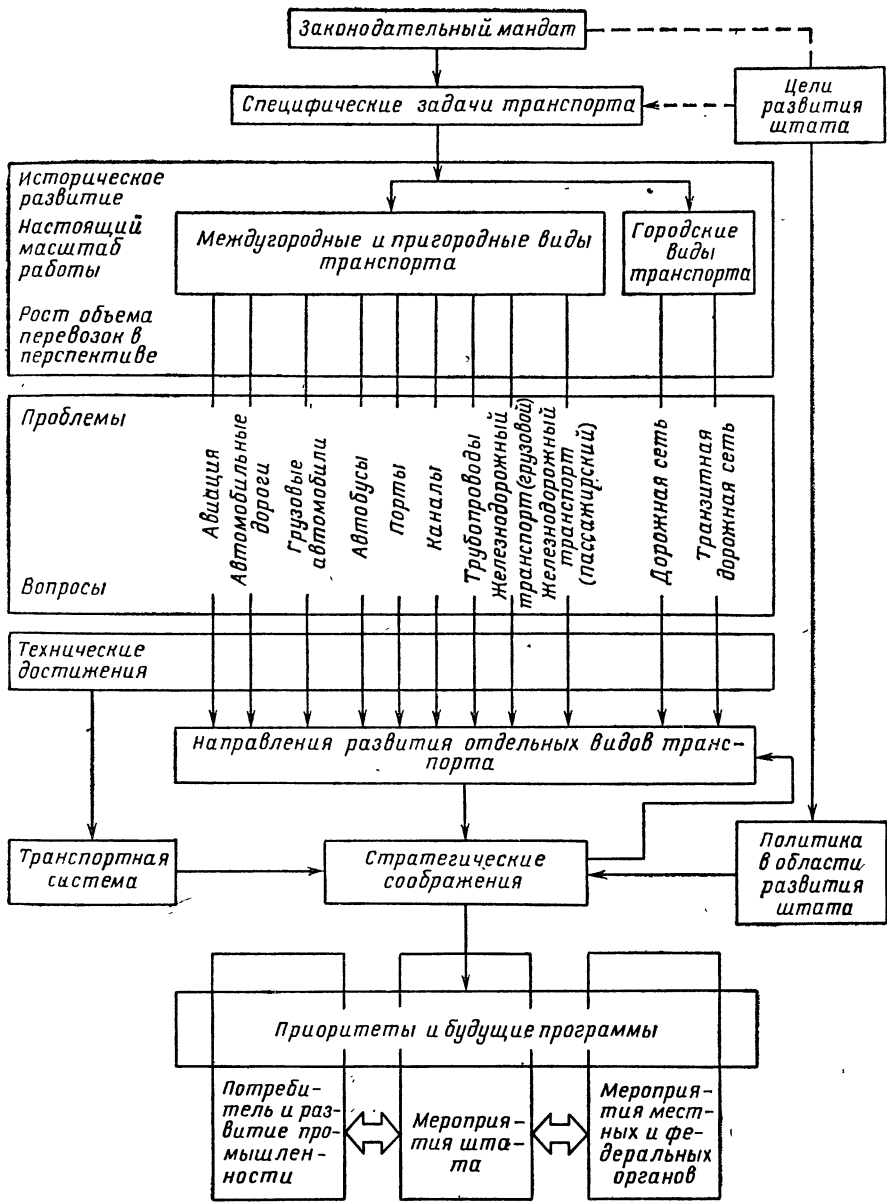 Законодательный мандат
Специфические задачи транспорта
Цели
развития
штата
Историческое
развитие
Настоящий
масштаб
работы
Рост объема
перевозок в
перспективе
Междугородные и пригородные виды
транспорта
Городские
виды
транспорта
Проблемы
Вопросы
Авиация
Автомобильные
дороги
Грузовые
автомобили
Автобусы
Порты
Каналы
Трубопроводы
Железнодорожный
транспорт (грузовой)
Железнодорожный
транспорт
(пассажирский)
Дорожная сеть
Транзитная
дорожная сеть
Технические
достижения
Направления развития отдельных видов транс-
порта
Транспортная
система
Стратегические
соображения
Политика
в области
развития
штата
Приоритеты и будущие программы
Потреби-
тель и раз-
витие про-
мышлен-
ности
Мероприя-
тия шта-
та
Мероприя-
тия мест-
ных и фе-
деральных
органов